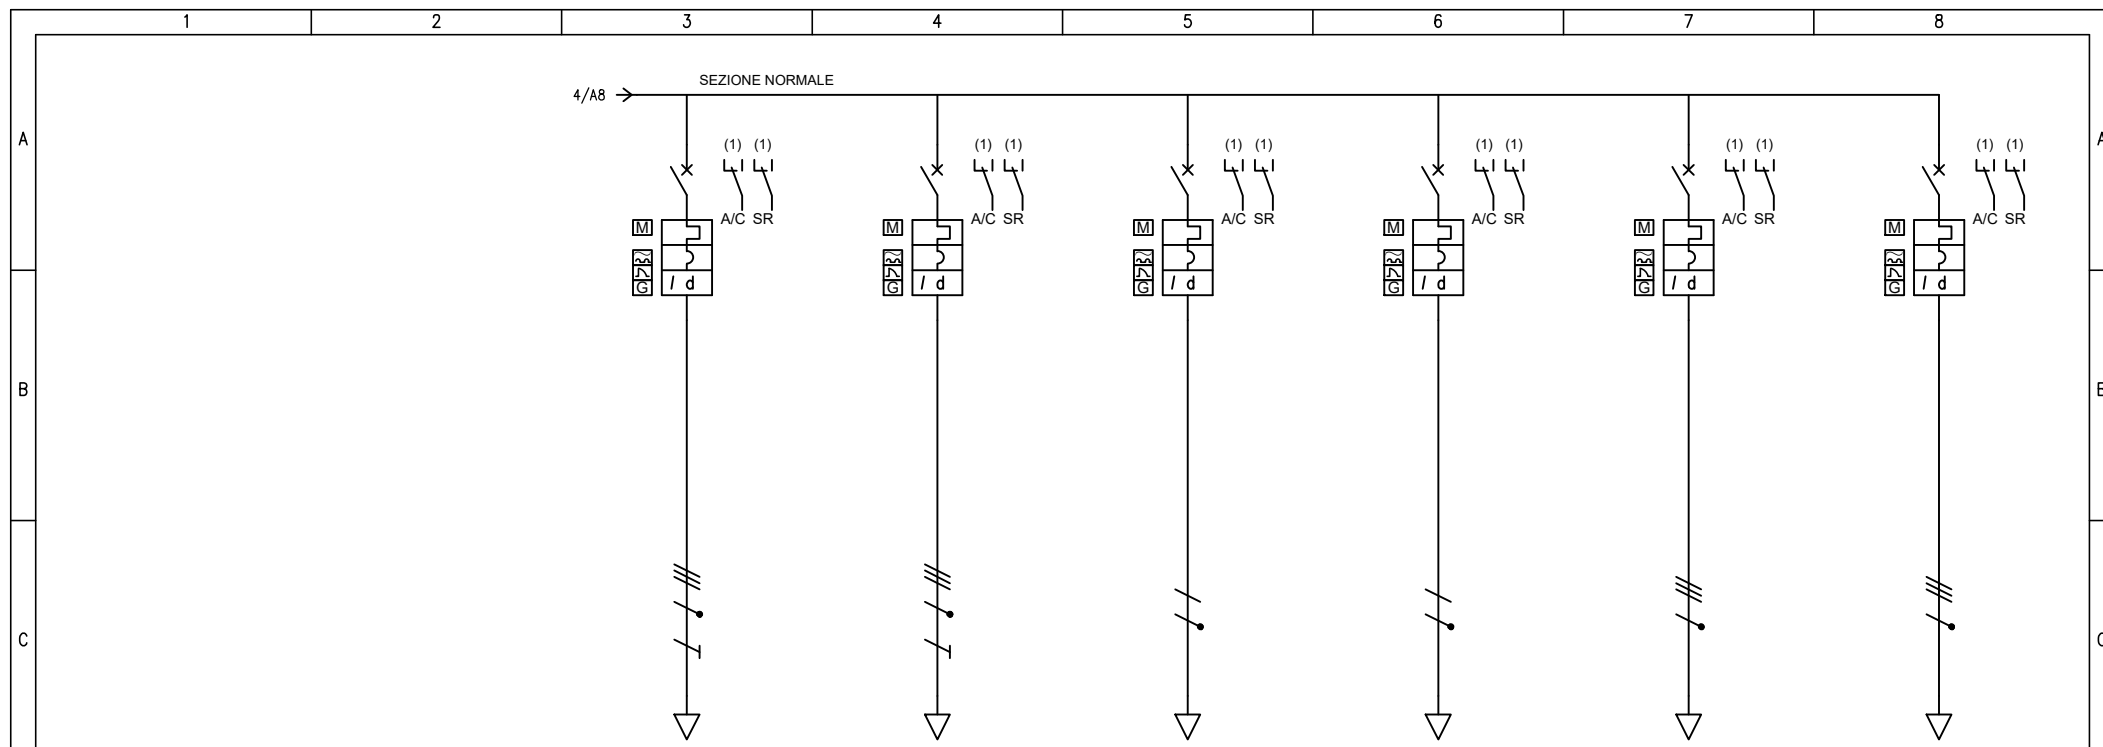 1 2 3 4 5 6 7 8
SEZIONE NORMALE
4/A8
A A
(1) (1) (1) (1) (1) (1) (1) (1) (1) (1) (1) (1)
A/C SR A/C SR A/C SR A/C SR A/C SR A/C SR
M M M M M M
I d I d I d I d I d I d
G G G G G G
B
C